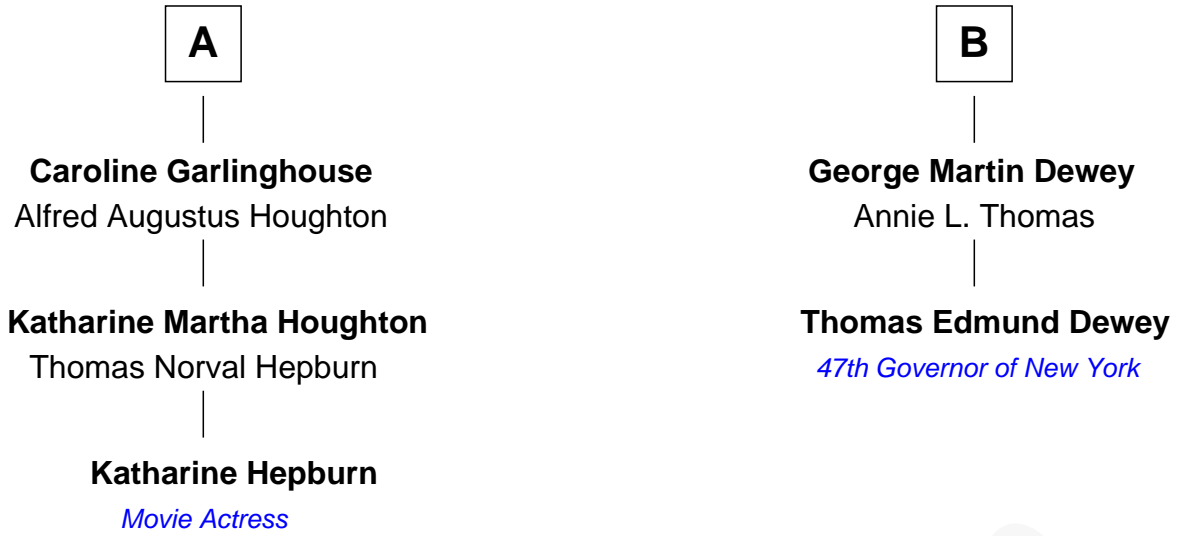 A
Caroline Garlinghouse
Alfred Augustus Houghton
Katharine Martha Houghton
Thomas Norval Hepburn
Katharine Hepburn
Movie Actress
B
George Martin Dewey
Annie L. Thomas
Thomas Edmund Dewey
47th Governor of New York